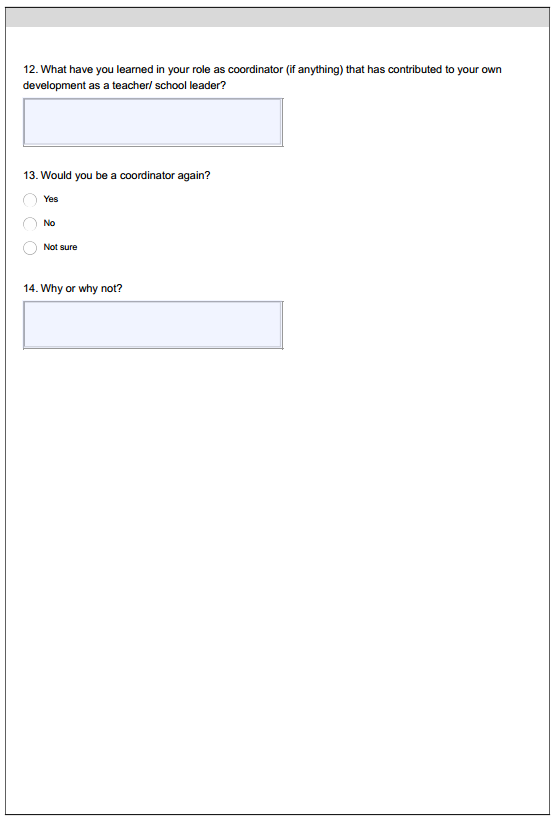 12. What have you learned in your role as coordinator (if anything) that has contributed to your own
development as a teacher/ school leader?
13. Would you be a coordinator again?
Yes
No
Not sure
14. Why or why not?